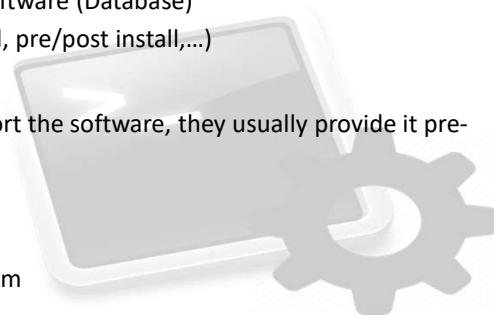 ftware (Database)
, pre/post install,…)
ort the software, they usually provide it pre-
m